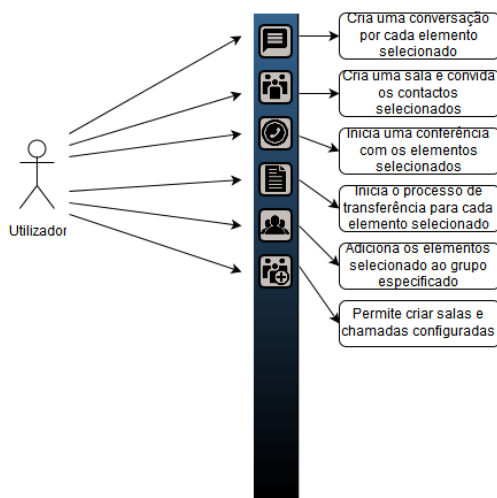 Cria uma conversação
por cada elemento
selecionado
Cria uma sala e convida
os contactos
selecionados
Inicia uma conferência
com os elementos
selecionados
Inicia o processo de
transferência para cada
elemento selecionado
Adiciona os elementos
selecionado ao grupo
especificado
Permite criar salas e
chamadas configuradas
Utilizador